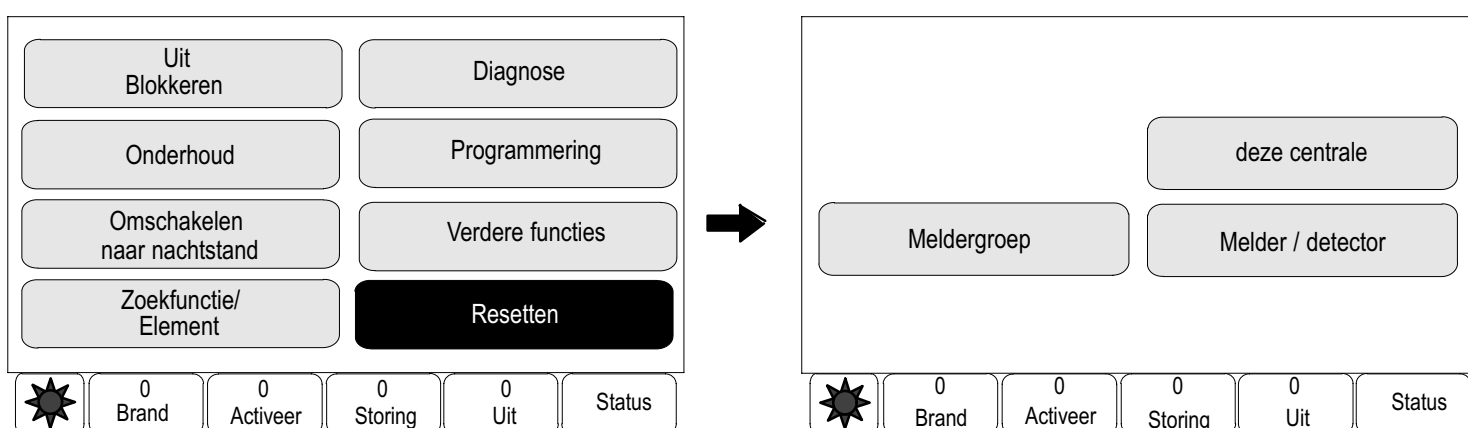 Uit
Blokkeren
Diagnose
Onderhoud
Programmering
Omschakelen
naar nachtstand
Verdere functies
Zoekfunctie/
Element
Resetten
0
Brand
0
Activeer
0
Storing
0
Uit
Status
deze centrale
Meldergroep
Melder / detector
0
Brand
0
Activeer
0
Storing
0
Uit
Status